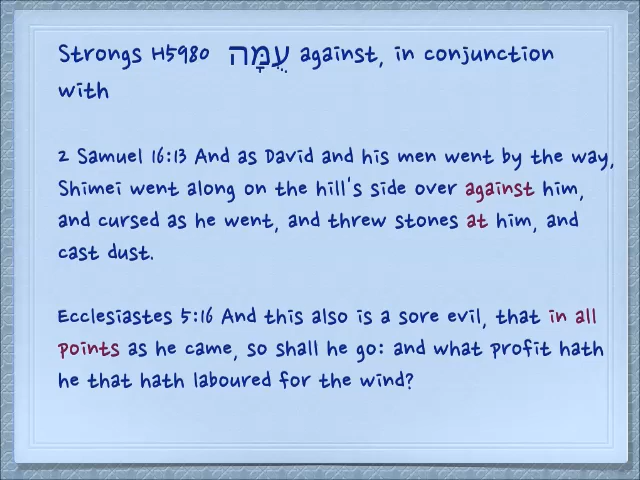 Strongs H5980 עֻמָּה against, in conjunction
with
2 Samuel 16:13 And as David and his men went by the way,
Shimei went along on the hill's side over against him,
and cursed as he went, and threw stones at him, and
cast dust.
Ecclesiastes 5:16 And this also is a sore evil, that in all
points as he came, so shall he go: and what profit hath
he that hath laboured for the wind?